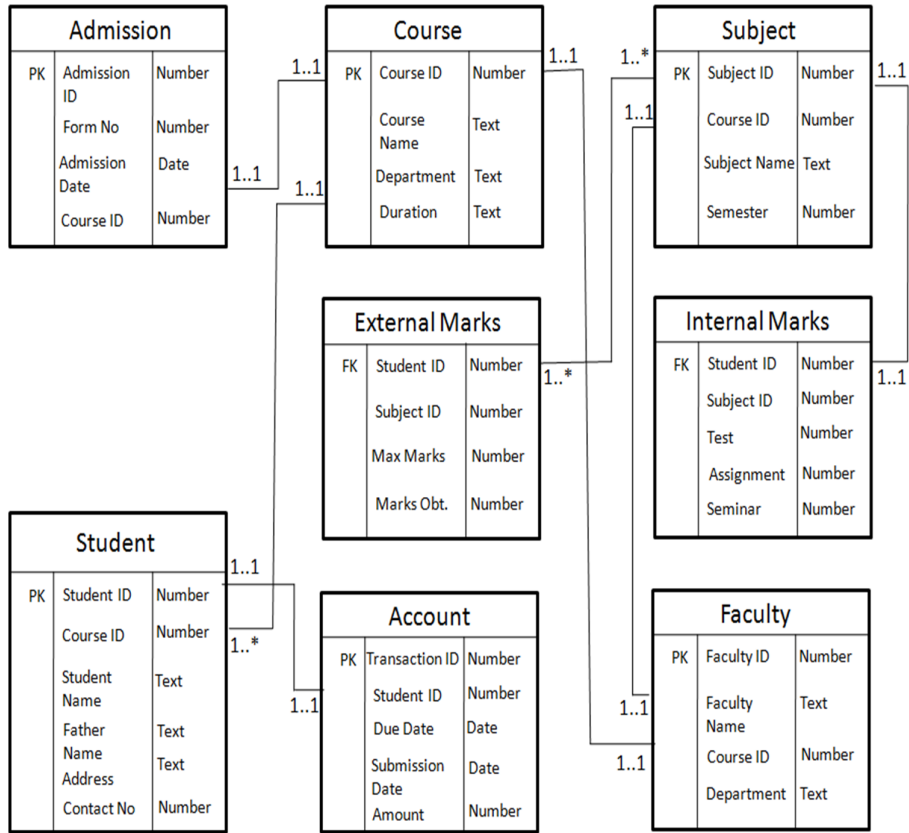 Admission
PK Admission ID Number
Form No Number
Admission Date Date
Course ID Number
1..1
1..1
Course
PK Course ID Number
Course Name Text
Department Text
Duration Text
1..1
1..1
Subject
PK Subject ID Number
Course ID Number
Subject Name Text
Semester Number
1..*
1..1
1..1
External Marks
FK Student ID Number
Subject ID Number
Max Marks Number
Marks Obt. Number
1..*
Internal Marks
FK Student ID Number
Subject ID Number
Test Number
Assignment Number
Seminar Number
1..1
Student
PK Student ID Number
Course ID Number
Student Name Text
Father Name Text
Address Text
Contact No Number
1..1
1..*
Account
PK Transaction ID Number
Student ID Number
Due Date Date
Submission Date Date
Amount Number
1..1
Faculty
PK Faculty ID Number
Faculty Name Text
Course ID Number
Department Text
1..1
1..1